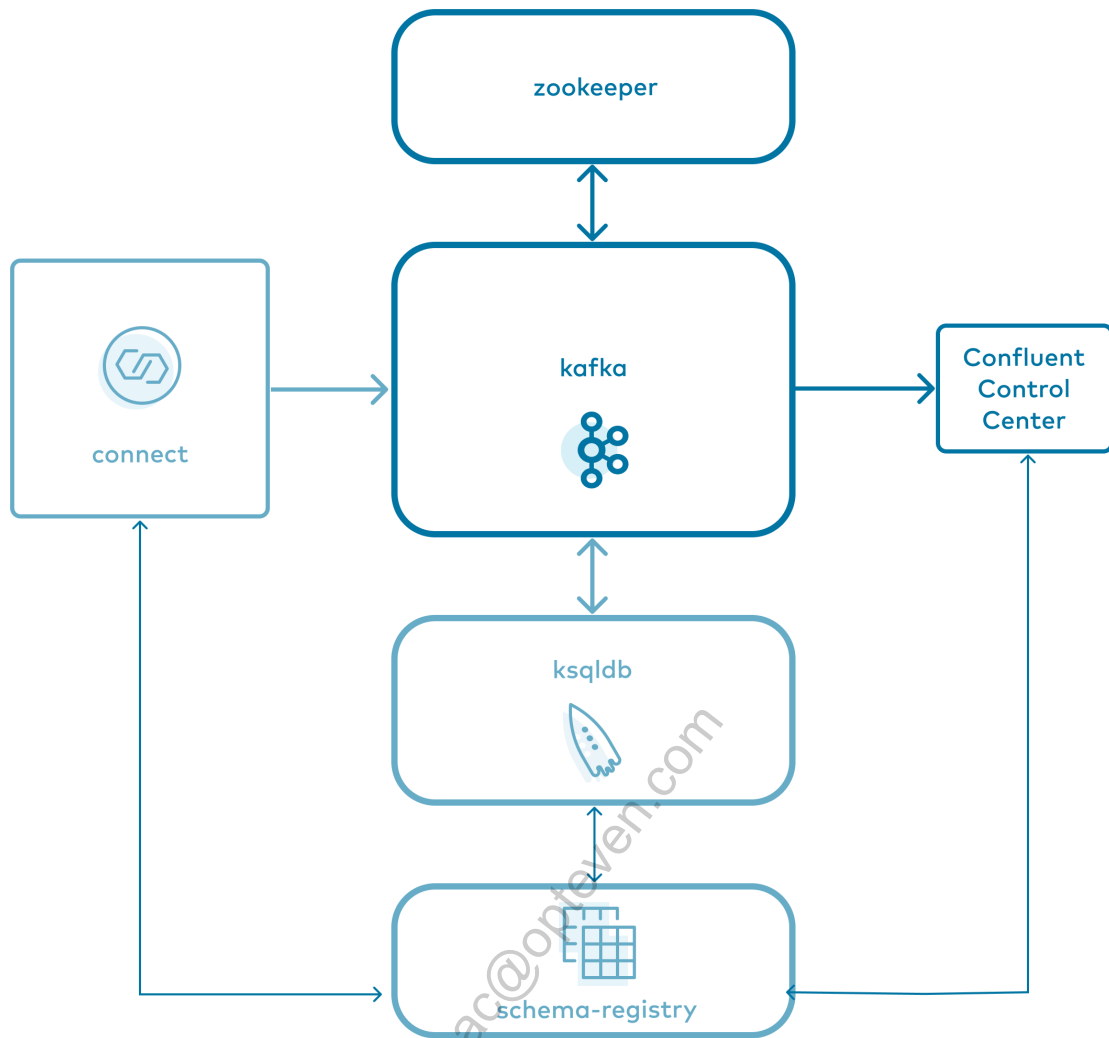 zookeeper
kafka
connect
Confluent
Control
Center
ksqldb
schema-registry
ac@opteven.com